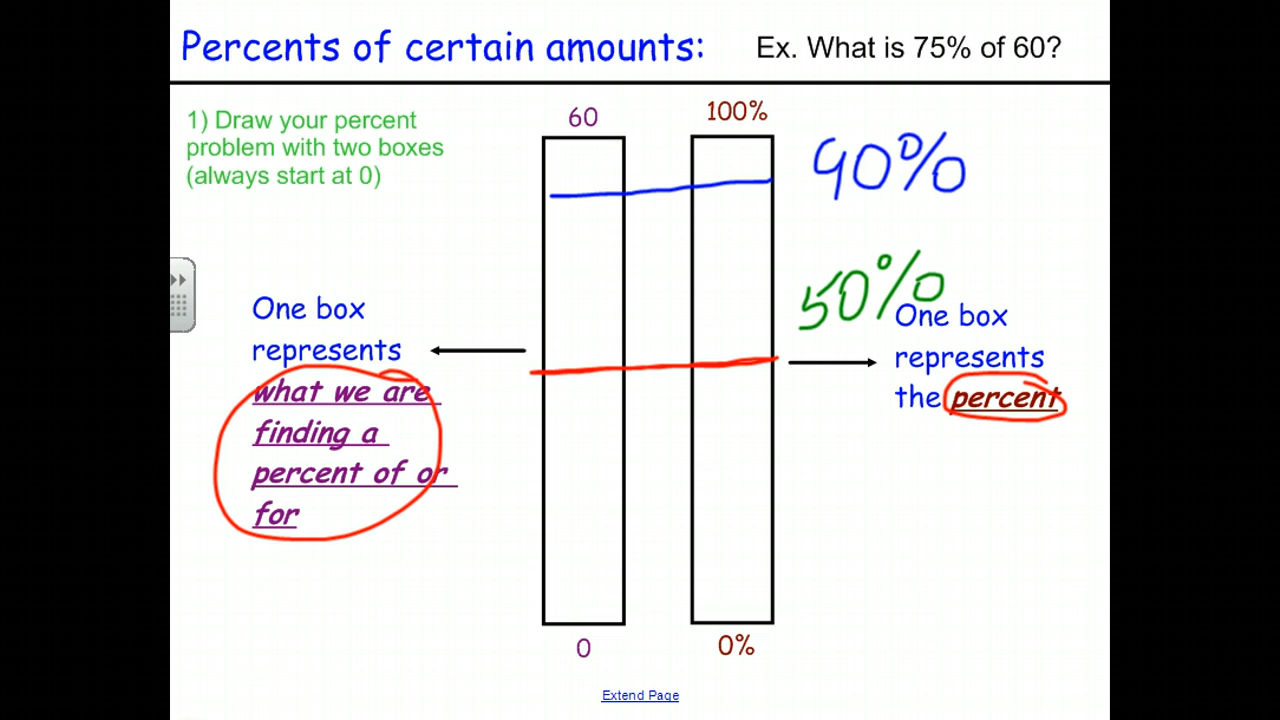 Percents of certain amounts:
Ex. What is 75% of 60?
1) Draw your percent
problem with two boxes
(always start at 0)
60
100%
90%
50%
One box
represents
what we are
finding a
percent of or
for
One box
represents
the percent
0
0%
Extend Page